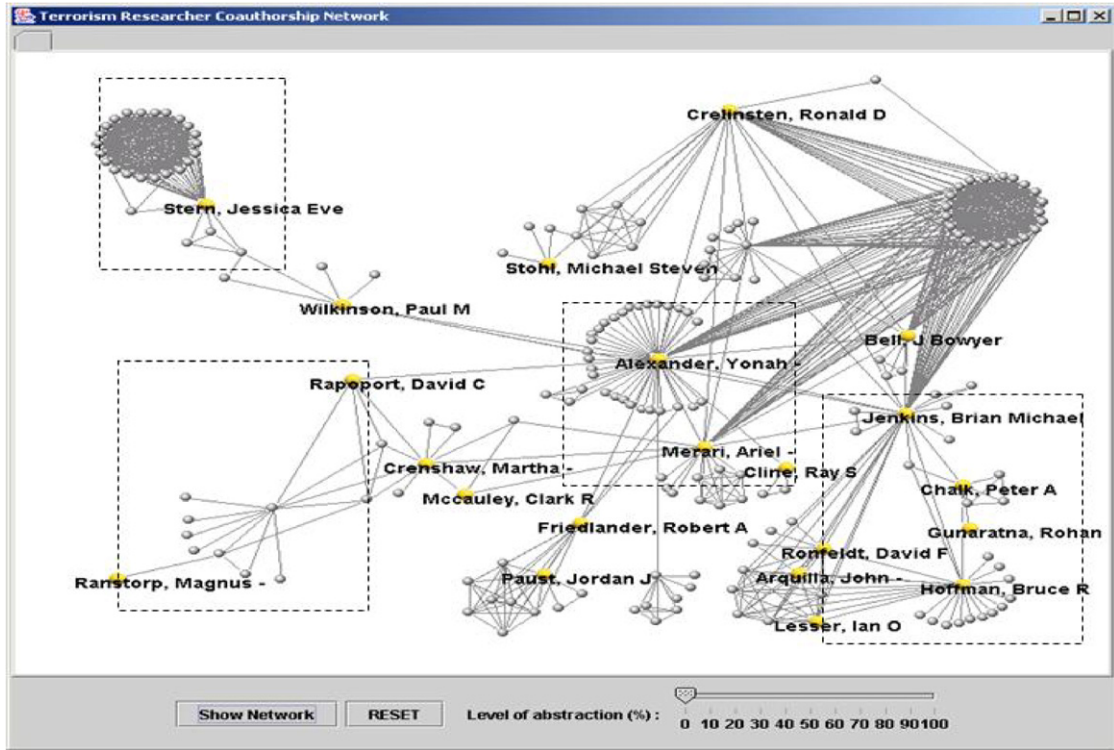 Terrorism Researcher Coauthorship Network
Crelinsten, Ronald D
Stern, Jessica Eve
Stohl, Michael Steven
Wilkinson, Paul M
Bell, J Bowyer
Alexander, Yonah -
Rapoport, David C
Jenkins, Brian Michael
Merari, Ariel -
Crenshaw, Martha -
Cline, Ray S
Chalk, Peter A
Mccauley, Clark R
Friedlander, Robert A
Gunaratna, Rohan
Ronfeldt, David F
Ranstorp, Magnus -
Paust, Jordan J
Arquilla, John -
Hoffman, Bruce R
Lesser, Ian O
Show Network RESET Level of abstraction (%) :
0 10 20 30 40 50 60 70 80 90 100